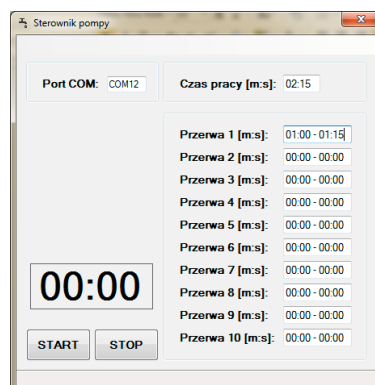 Sterownik pompy
Port COM: COM12
Czas pracy [m:s]: 02:15
Przerwa 1 [m:s]: 01:00 - 01:15
Przerwa 2 [m:s]: 00:00 - 00:00
Przerwa 3 [m:s]: 00:00 - 00:00
Przerwa 4 [m:s]: 00:00 - 00:00
Przerwa 5 [m:s]: 00:00 - 00:00
Przerwa 6 [m:s]: 00:00 - 00:00
Przerwa 7 [m:s]: 00:00 - 00:00
Przerwa 8 [m:s]: 00:00 - 00:00
Przerwa 9 [m:s]: 00:00 - 00:00
Przerwa 10 [m:s]: 00:00 - 00:00
00:00
START STOP